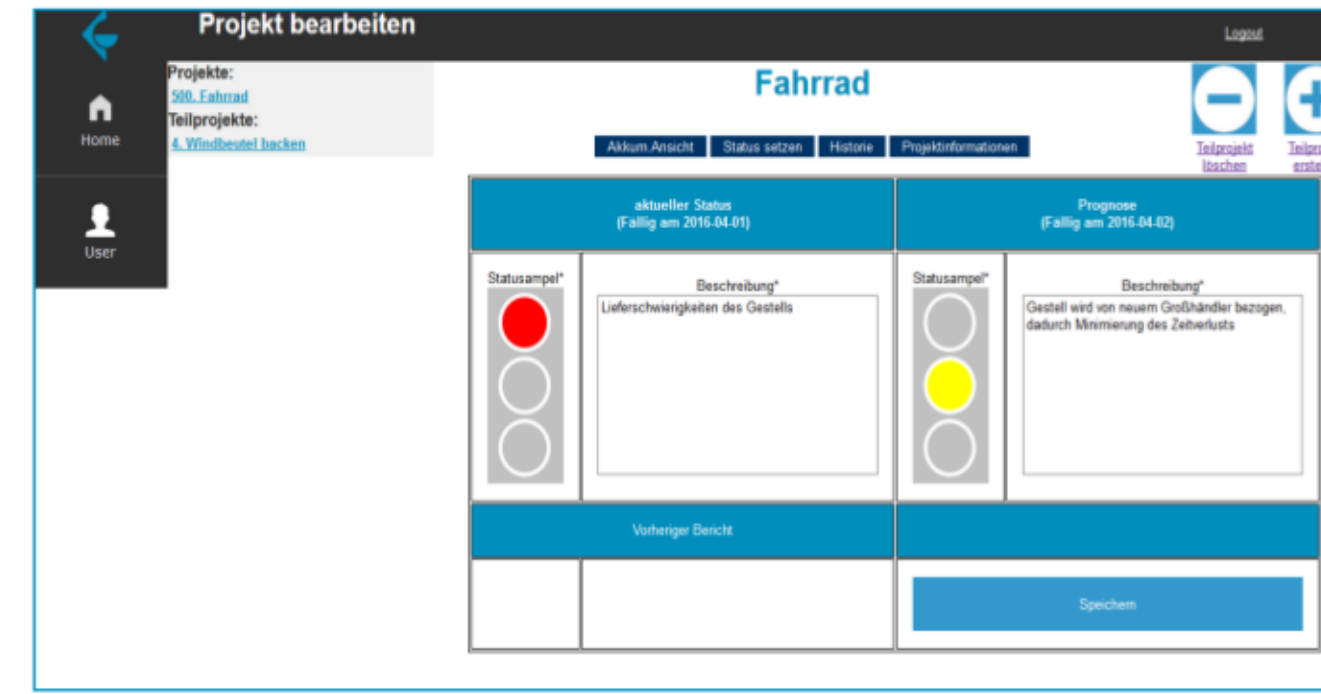 Projekt bearbeiten
Logout
Home
User
Projekte:
500. Fahrrad
Teilprojekte:
4. Windbeutel backen
Fahrrad
Akkum.Ansicht Status setzen Historie Projektinformationen
Teilprojekt
löschen
aktueller Status
(Fällig am 2016-04-01)
Prognose
(Fällig am 2016-04-02)
Statusampel*
Beschreibung*
Lieferschwierigkeiten des Gestells
Statusampel*
Beschreibung*
Gestell wird von neuem Großhändler bezogen,
dadurch Minimierung des Zeitverlusts
Vorheriger Bericht
Speichern